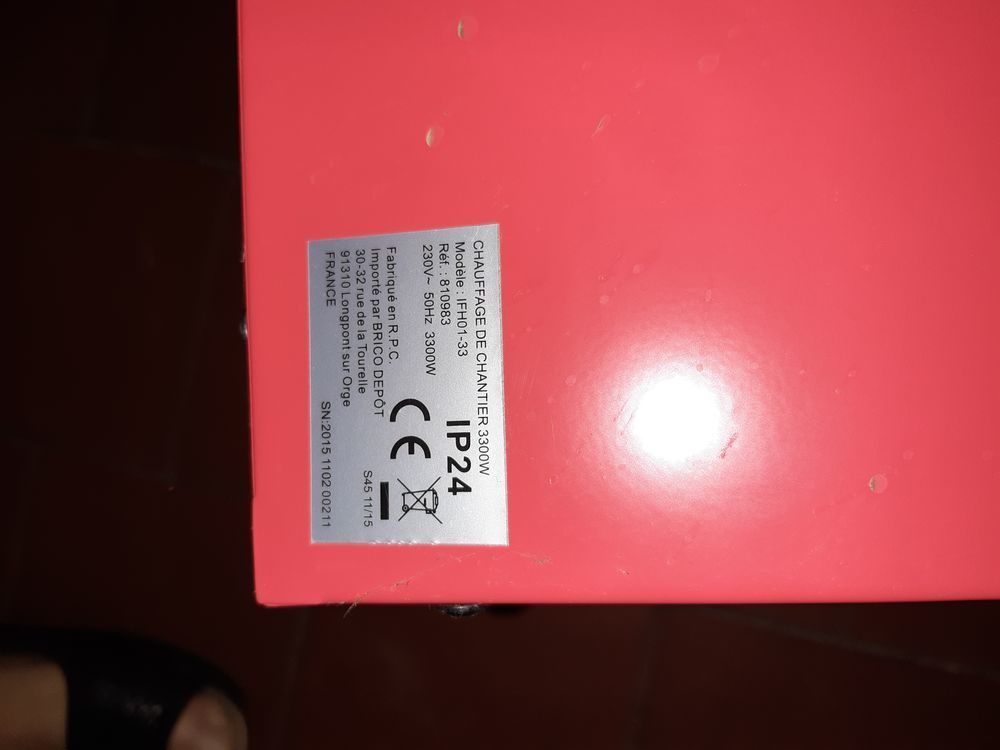 CHAUFFAGE DE CHANTIER 3300W
Modèle : IFH01-33
Réf. : 810983
230V~ 50Hz 3300W
IP24
CE
Fabriqué en R.P.C.
Importé par BRICO DEPÔT
30-32 rue de la Tourelle
91310 Longpont sur Orge
FRANCE
S45 11/15
SN:2015 1102 00211